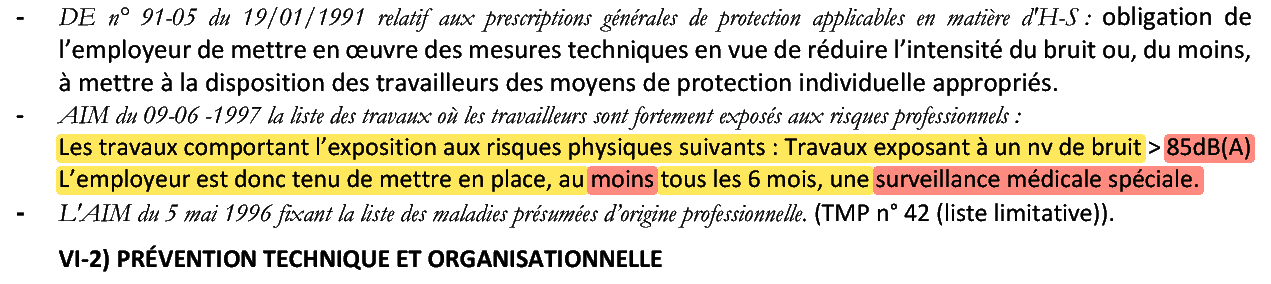 - DE n° 91-05 du 19/01/1991 relatif aux prescriptions générales de protection applicables en matière d'H-S : obligation de
l’employeur de mettre en œuvre des mesures techniques en vue de réduire l’intensité du bruit ou, du moins,
à mettre à la disposition des travailleurs des moyens de protection individuelle appropriés.
- AIM du 09-06 -1997 la liste des travaux où les travailleurs sont fortement exposés aux risques professionnels :
Les travaux comportant l’exposition aux risques physiques suivants : Travaux exposant à un nv de bruit > 85dB(A)
L’employeur est donc tenu de mettre en place, au moins tous les 6 mois, une surveillance médicale spéciale.
- L'AIM du 5 mai 1996 fixant la liste des maladies présumées d’origine professionnelle. (TMP n° 42 (liste limitative)).
VI-2) PRÉVENTION TECHNIQUE ET ORGANISATIONNELLE